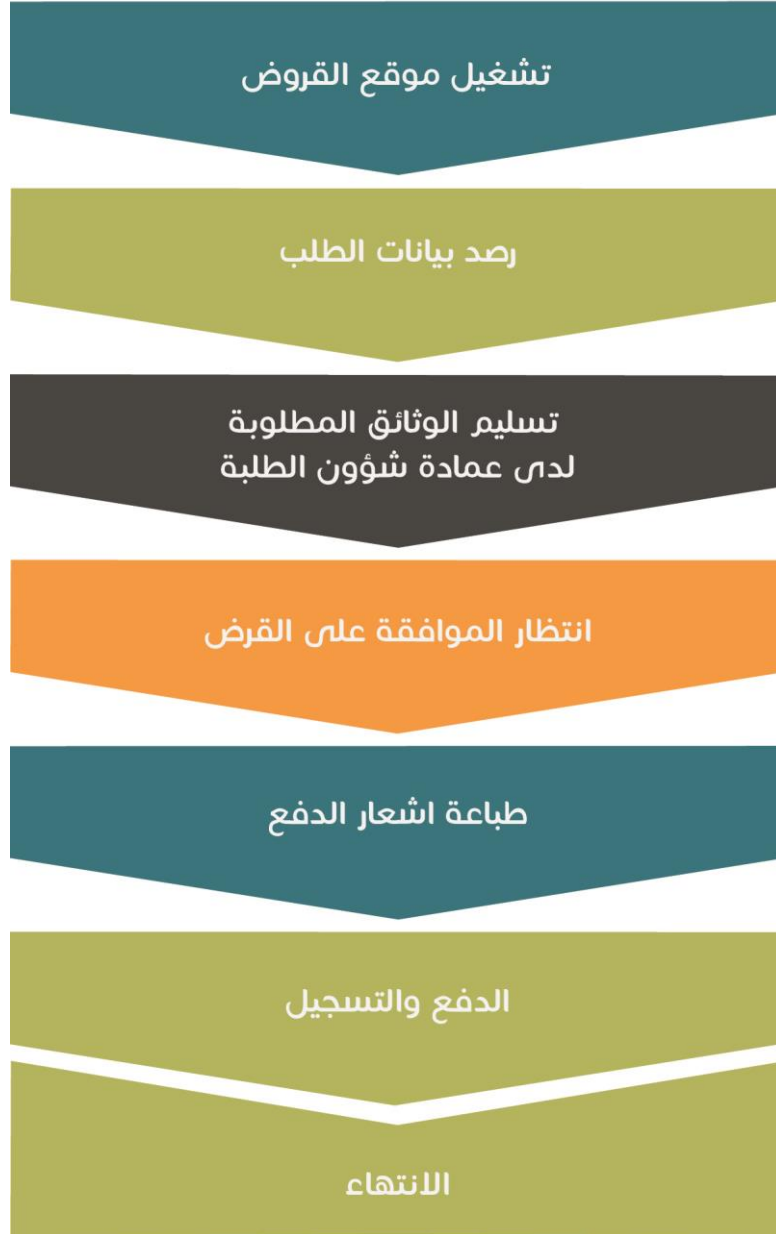 تشغيل موقع القروض
رصد بيانات الطلب
تسليم الوثائق المطلوبة
لدى عمادة شؤون الطلبة
انتظار الموافقة على القرض
طباعة اشعار الدفع
الدفع والتسجيل
الانتهاء